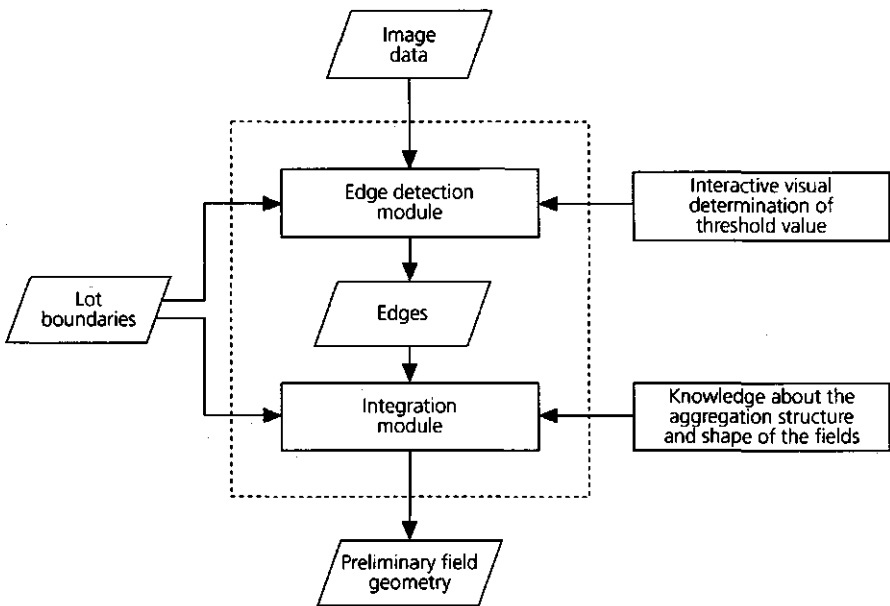 Image
data
Edge detection
module
Interactive visual
determination of
threshold value
Lot
boundaries
Edges
Integration
module
Knowledge about the
aggregation structure
and shape of the fields
Preliminary field
geometry